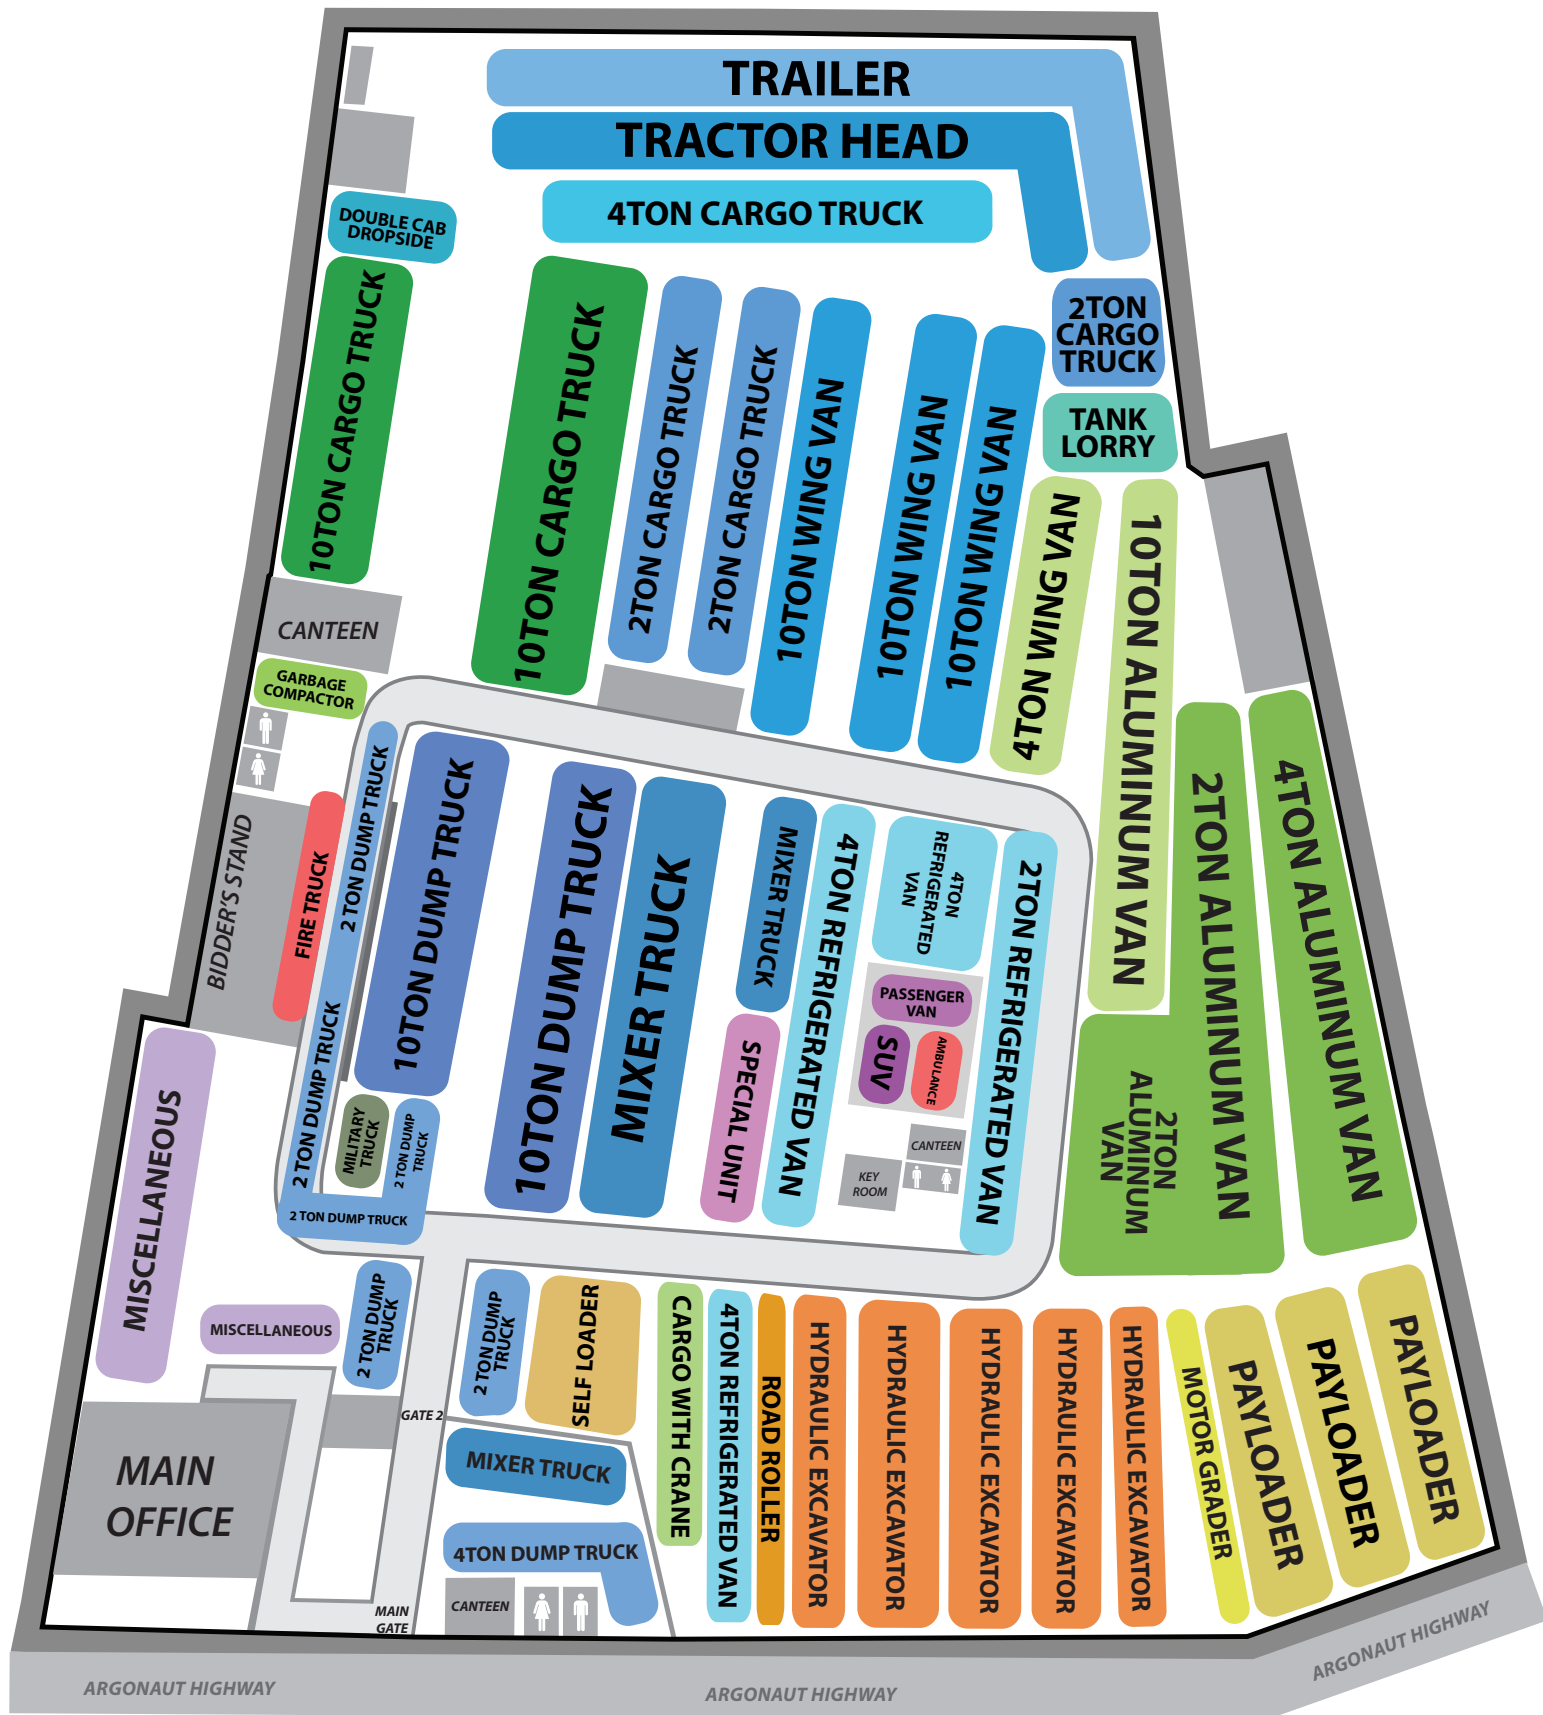 TRAILER
TRACTOR HEAD
4TON CARGO TRUCK
DOUBLE CAB
DROPSIDE
10TON CARGO TRUCK
10TON CARGO TRUCK
2TON CARGO TRUCK
2TON CARGO TRUCK
10TON WING VAN
10TON WING VAN
10TON WING VAN
2TON
CARGO
TRUCK
TANK
LORRY
4TON WING VAN
10TON ALUMINUM VAN
2TON ALUMINUM VAN
4TON ALUMINUM VAN
2TON
ALUMINUM
VAN
CANTEEN
GARBAGE
COMPACTOR
BIDDER'S STAND
FIRE TRUCK
2 TON DUMP TRUCK
2 TON DUMP TRUCK
10TON DUMP TRUCK
10TON DUMP TRUCK
MIXER TRUCK
MIXER TRUCK
SPECIAL UNIT
4TON REFRIGERATED VAN
4TON
REFRIGERATED
VAN
2TON REFRIGERATED VAN
PASSENGER
VAN
SUV
AMBULANCE
CANTEEN
KEY
ROOM
MILITARY
TRUCK
2 TON DUMP
TRUCK
2 TON DUMP TRUCK
MISCELLANEOUS
MISCELLANEOUS
2 TON DUMP
TRUCK
2 TON DUMP
TRUCK
SELF LOADER
CARGO WITH CRANE
4TON REFRIGERATED VAN
ROAD ROLLER
HYDRAULIC EXCAVATOR
HYDRAULIC EXCAVATOR
HYDRAULIC EXCAVATOR
HYDRAULIC EXCAVATOR
HYDRAULIC EXCAVATOR
MOTOR GRADER
PAYLOADER
PAYLOADER
PAYLOADER
GATE 2
MIXER TRUCK
MAIN
OFFICE
4TON DUMP TRUCK
CANTEEN
MAIN
GATE
ARGONAUT HIGHWAY
ARGONAUT HIGHWAY
ARGONAUT HIGHWAY